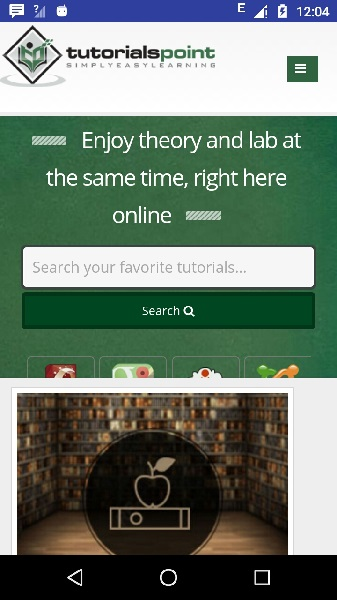 E
12:04
tutorialspoint
SIMPLYEASYLEARNING
Enjoy theory and lab at
the same time, right here
online
Search your favorite tutorials...
Search